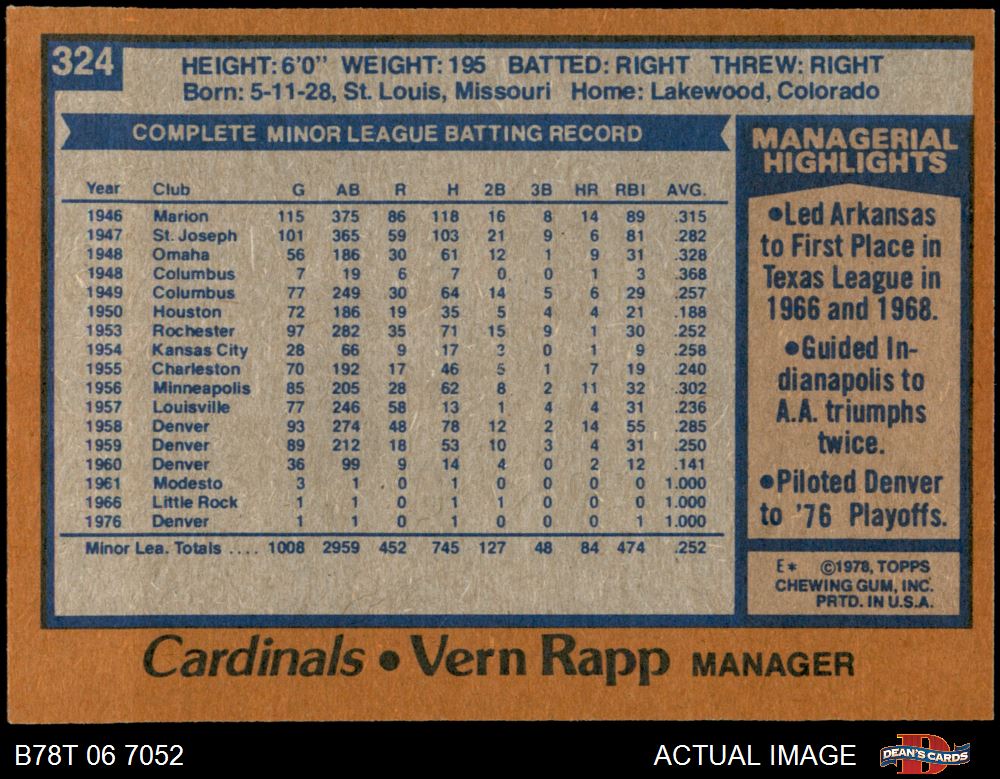 324
HEIGHT: 6'0" WEIGHT: 195 BATTED: RIGHT THREW: RIGHT
Born: 5-11-28, St. Louis, Missouri Home: Lakewood, Colorado
COMPLETE MINOR LEAGUE BATTING RECORD
Year Club G AB R H 2B 3B HR RBI AVG.
1946 Marion 115 375 86 118 16 8 14 89 .315
1947 St. Joseph 101 365 59 103 21 9 6 81 .282
1948 Omaha 56 186 30 61 12 1 9 31 .328
1948 Columbus 7 19 6 7 0 0 1 3 .368
1949 Columbus 77 249 30 64 14 5 6 29 .257
1950 Houston 72 186 19 35 5 4 4 21 .188
1953 Rochester 97 282 35 71 15 9 1 30 .252
1954 Kansas City 28 66 9 17 3 0 1 9 .258
1955 Charleston 70 192 17 46 5 1 7 19 .240
1956 Minneapolis 85 205 28 62 8 2 11 32 .302
1957 Louisville 77 246 58 13 1 4 4 31 .236
1958 Denver 93 274 48 78 12 2 14 55 .285
1959 Denver 89 212 18 53 10 3 4 31 .250
1960 Denver 36 99 9 14 4 0 2 12 .141
1961 Modesto 3 1 0 1 0 0 0 0 1.000
1966 Little Rock 1 1 0 1 1 0 0 0 1.000
1976 Denver 1 1 0 1 0 0 0 1 1.000
Minor Lea. Totals .... 1008 2959 452 745 127 48 84 474 .252
MANAGERIAL
HIGHLIGHTS
●Led Arkansas
to First Place in
Texas League in
1966 and 1968.
●Guided In-
dianapolis to
A.A. triumphs
twice.
●Piloted Denver
to '76 Playoffs.
E* ©1978, TOPPS
CHEWING GUM, INC.
PRTD. IN U.S.A.
Cardinals • Vern Rapp MANAGER
B78T 06 7052 ACTUAL IMAGE
DEAN'S CARDS